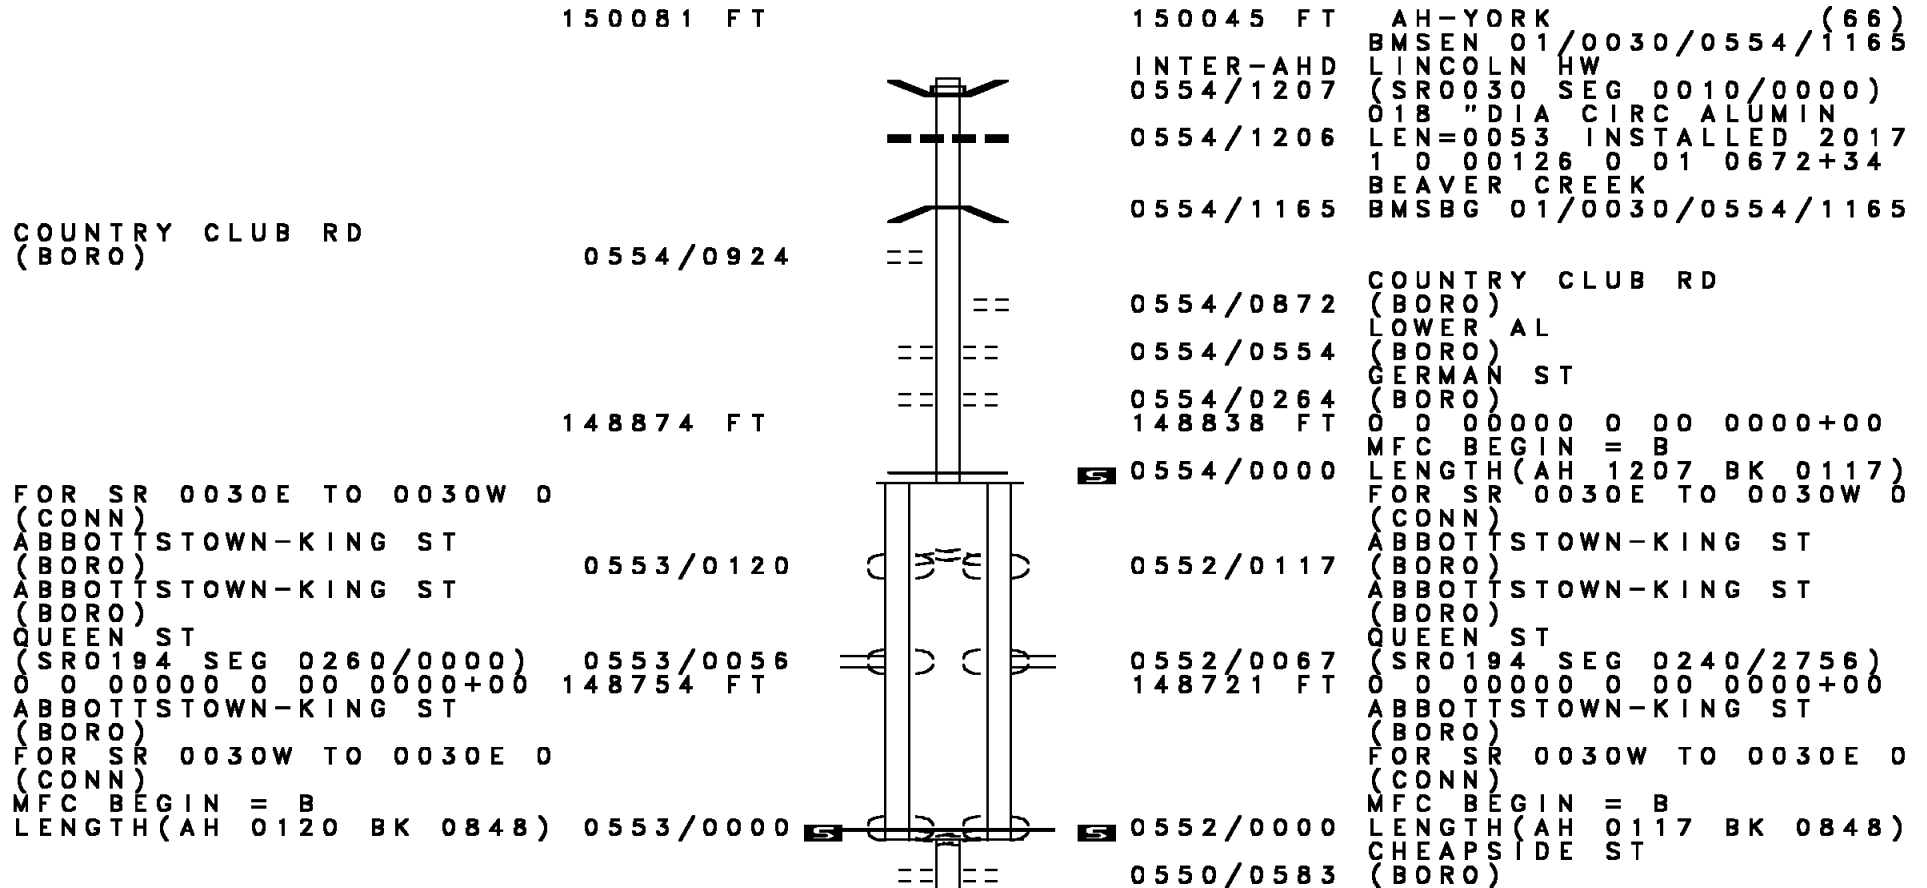 150081 FT 150045 FT AH-YORK (66)
BMSEN 01/0030/0554/1165
INTER-AHD LINCOLN HW
0554/1207 (SR0030 SEG 0010/0000)
018 "DIA CIRC ALUMIN
0554/1206 LEN=0053 INSTALLED 2017
1 0 00126 0 01 0672+34
BEAVER CREEK
0554/1165 BMSBG 01/0030/0554/1165
COUNTRY CLUB RD
(BORO) 0554/0924
COUNTRY CLUB RD
0554/0872 (BORO)
LOWER AL
0554/0554 (BORO)
GERMAN ST
0554/0264 (BORO)
148874 FT 148838 FT 0 0 00000 0 00 0000+00
MFC BEGIN = B
S 0554/0000 LENGTH(AH 1207 BK 0117)
FOR SR 0030E TO 0030W 0 FOR SR 0030E TO 0030W 0
(CONN) (CONN)
ABBOTTSTOWN-KING ST ABBOTTSTOWN-KING ST
(BORO) 0553/0120 0552/0117 (BORO)
ABBOTTSTOWN-KING ST ABBOTTSTOWN-KING ST
(BORO) (BORO)
QUEEN ST QUEEN ST
(SR0194 SEG 0260/0000) 0553/0056 0552/0067 (SR0194 SEG 0240/2756)
0 0 00000 0 00 0000+00 148754 FT 148721 FT 0 0 00000 0 00 0000+00
ABBOTTSTOWN-KING ST ABBOTTSTOWN-KING ST
(BORO) (BORO)
FOR SR 0030W TO 0030E 0 FOR SR 0030W TO 0030E 0
(CONN) (CONN)
MFC BEGIN = B MFC BEGIN = B
LENGTH(AH 0120 BK 0848) 0553/0000 S S 0552/0000 LENGTH(AH 0117 BK 0848)
CHEAPSIDE ST
0550/0583 (BORO)